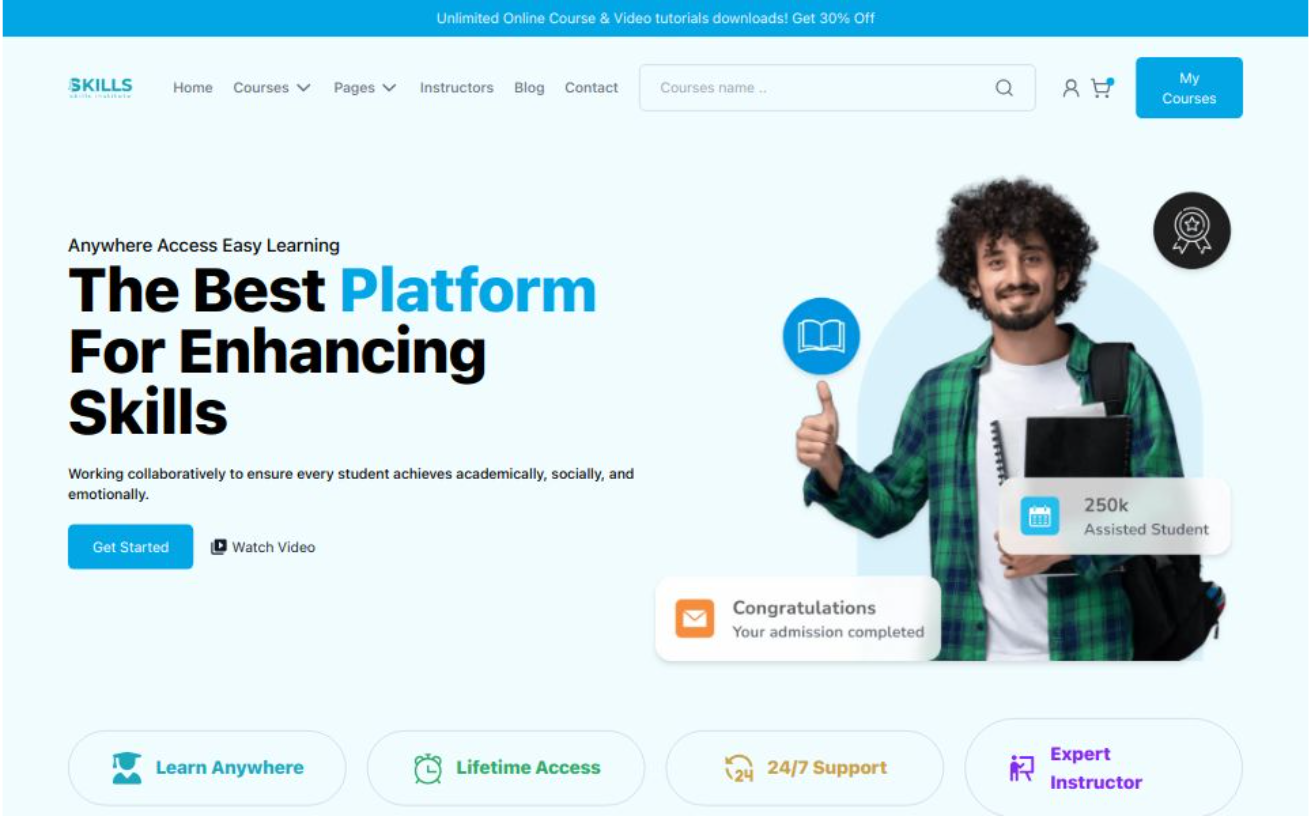 Unlimited Online Course & Video tutorials downloads! Get 30% Off
SKILLS
skills institute
Home Courses Pages Instructors Blog Contact
Courses name ..
My
Courses
Anywhere Access Easy Learning
The Best Platform
For Enhancing
Skills
Working collaboratively to ensure every student achieves academically, socially, and
emotionally.
Get Started
Watch Video
250k
Assisted Student
Congratulations
Your admission completed
Learn Anywhere
Lifetime Access
24
24/7 Support
Expert
Instructor